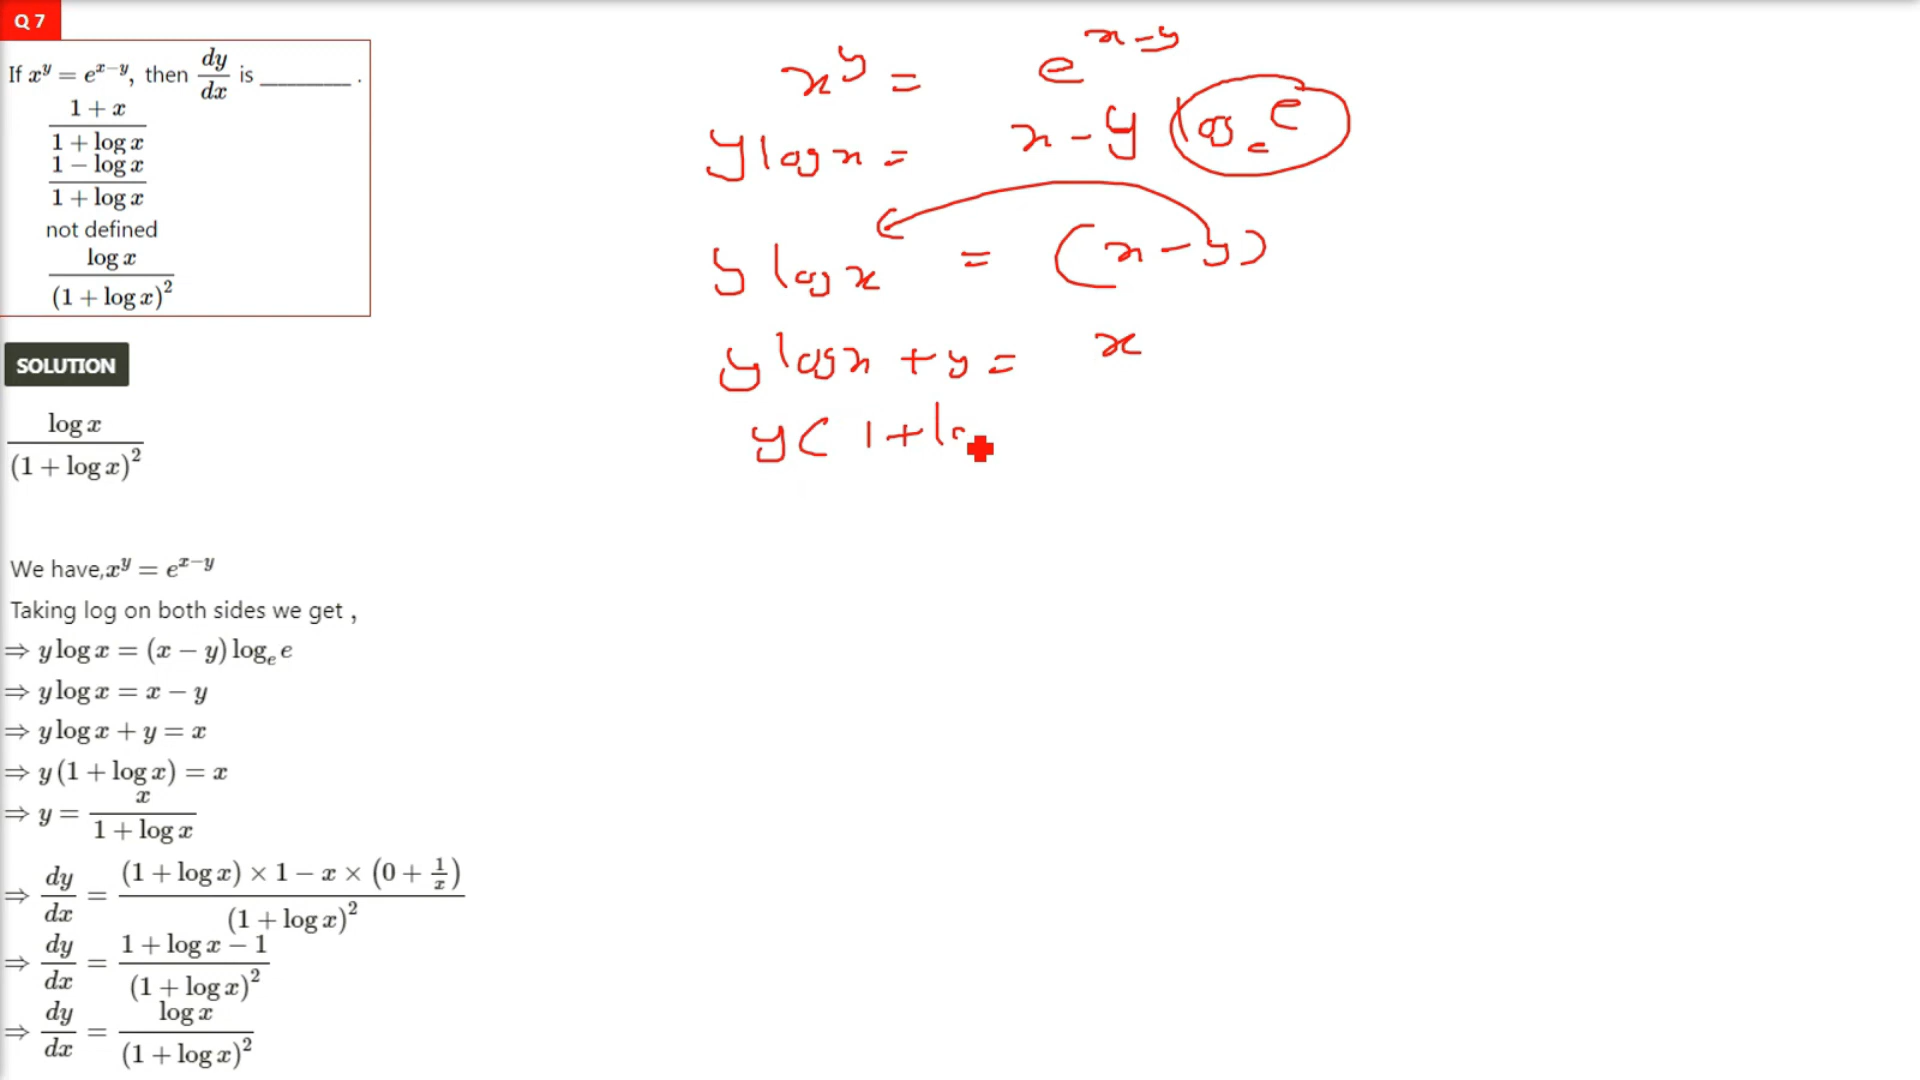 Q 7
If x^y = e^{x−y}, then dy/dx is ________ .
(1 + x)/(1 + log x)
(1 − log x)/(1 + log x)
not defined
log x/(1 + log x)^2
SOLUTION
log x/(1 + log x)^2
We have,x^y = e^{x−y}
Taking log on both sides we get ,
⇒ y log x = (x − y) log_e e
⇒ y log x = x − y
⇒ y log x + y = x
⇒ y (1 + log x) = x
⇒ y = x/(1 + log x)
⇒ dy/dx = ((1 + log x) × 1 − x × (0 + 1/x))/(1 + log x)^2
⇒ dy/dx = (1 + log x − 1)/(1 + log x)^2
⇒ dy/dx = log x/(1 + log x)^2
x^y = e^{x−y}
y log x = x − y log_e e
y log x = (x − y)
y log x + y = x
y ( 1 + lo